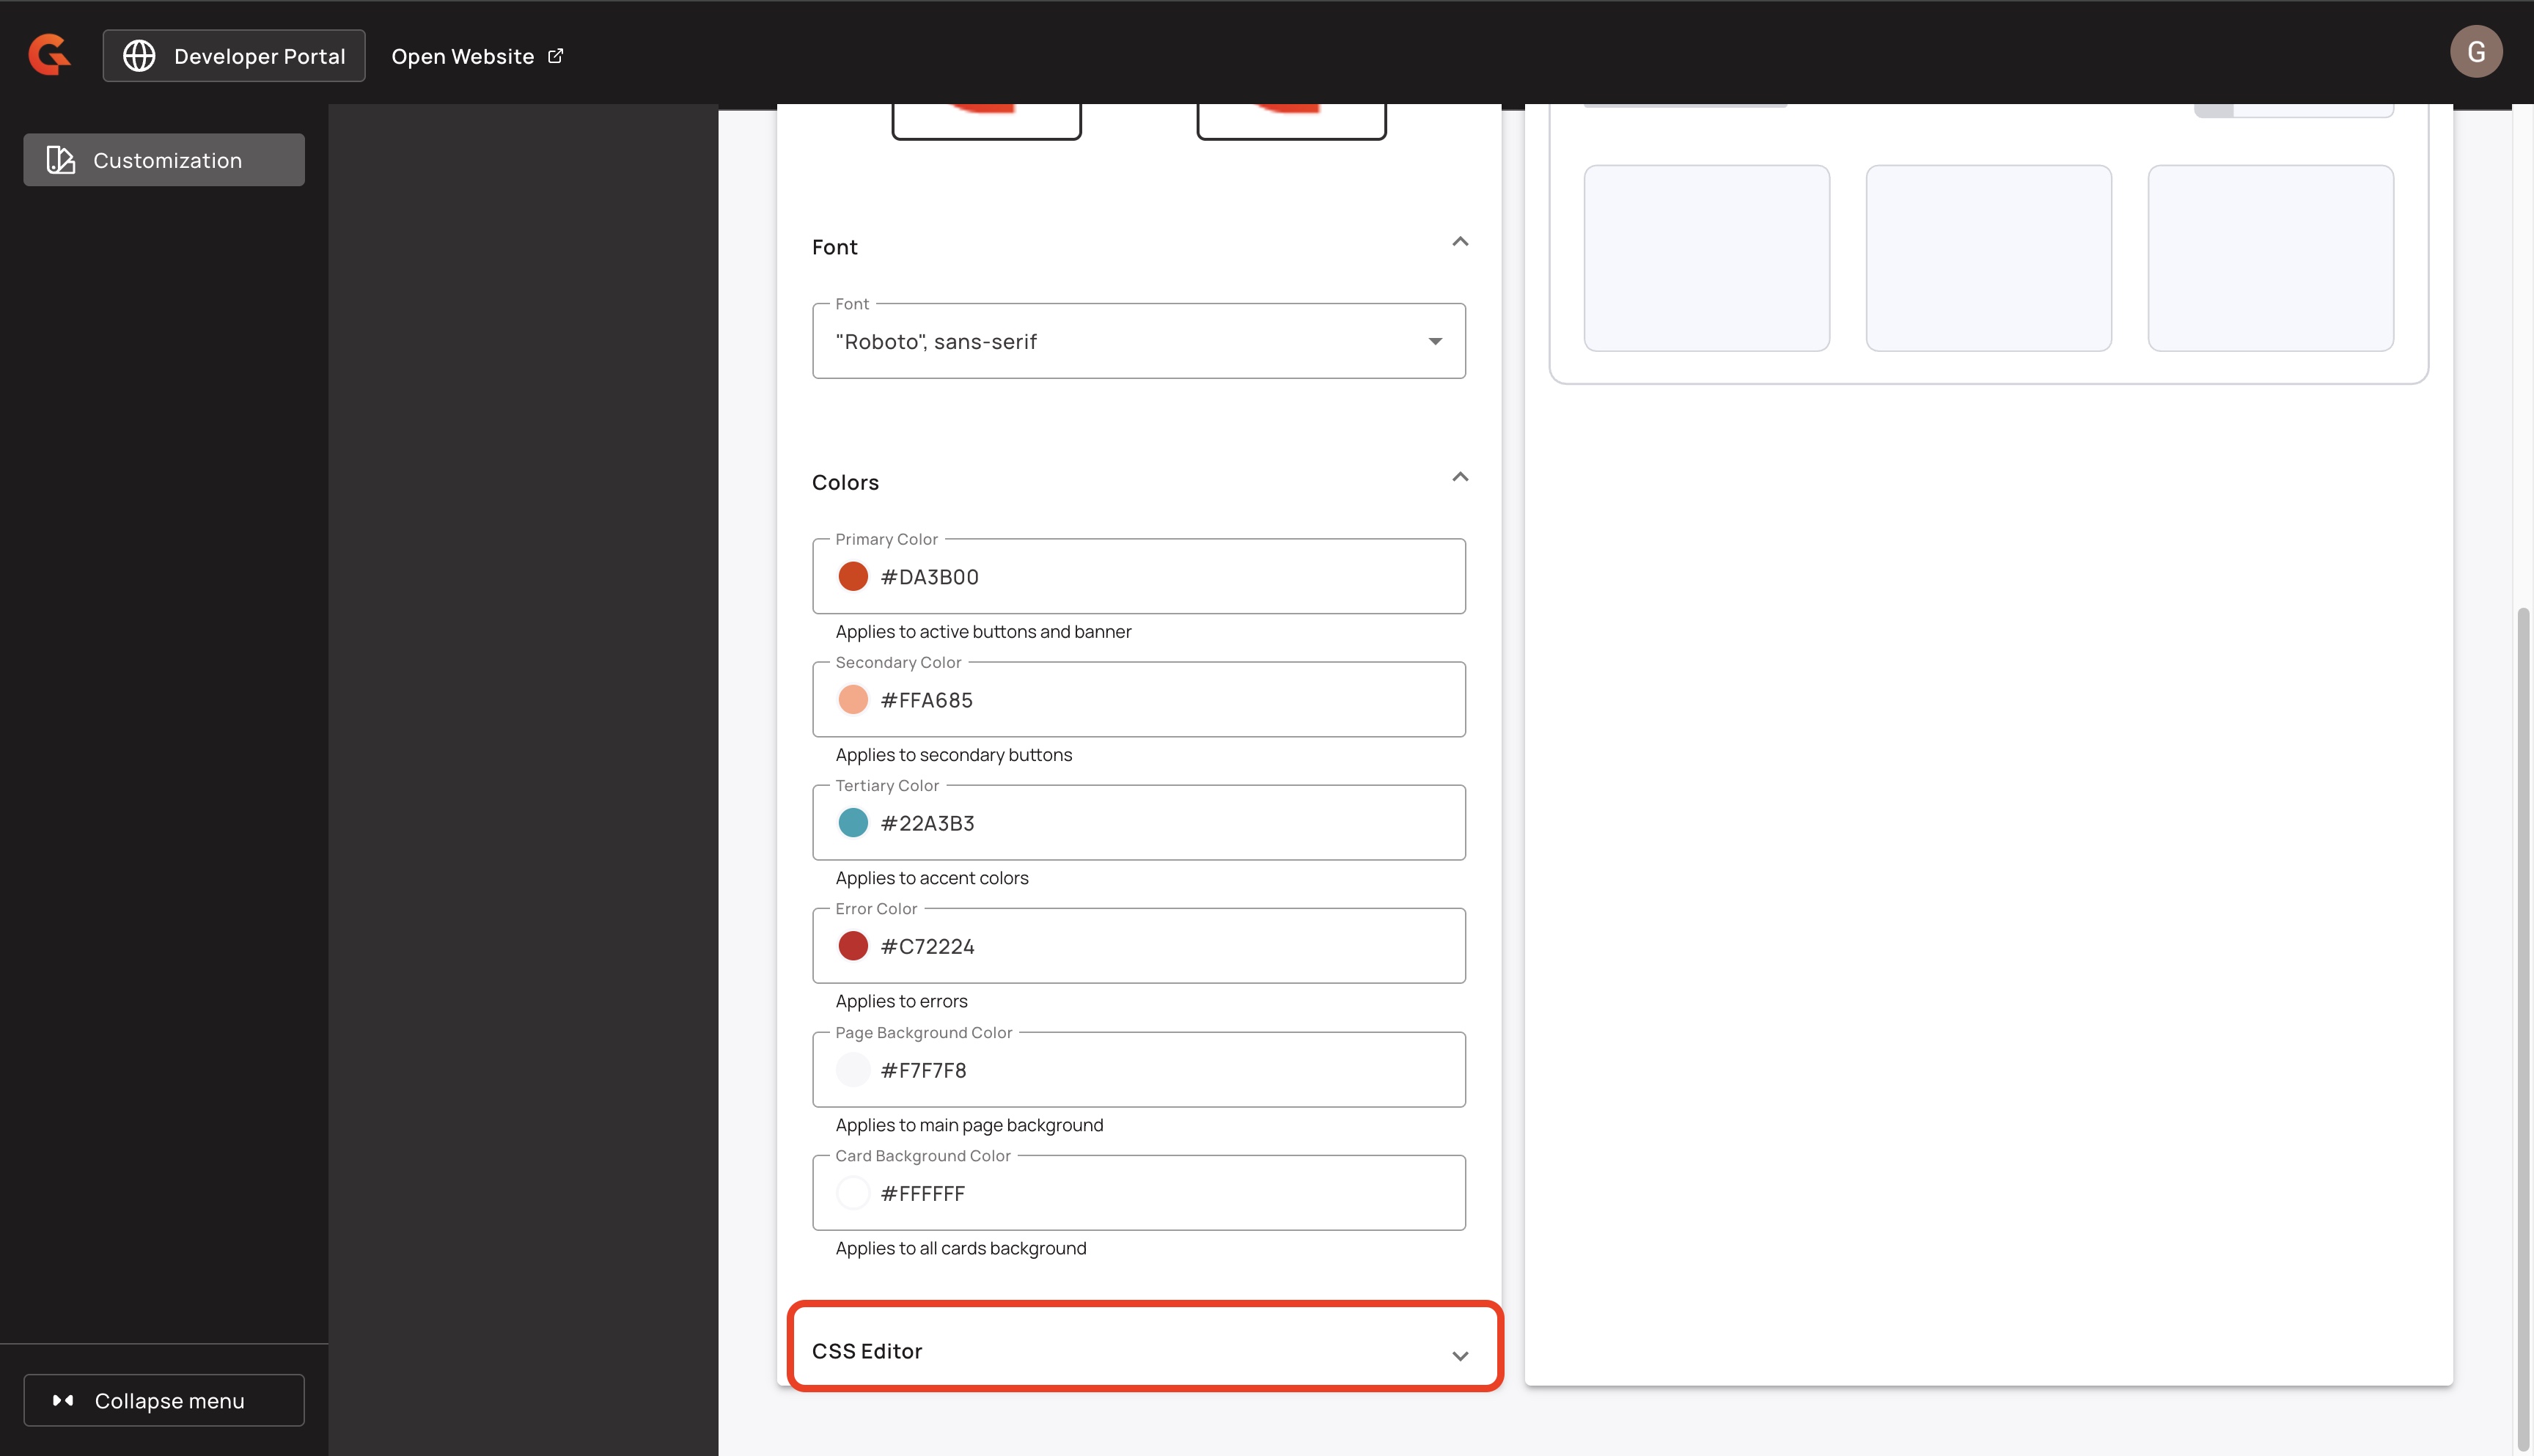 Developer Portal
Open Website
G
Customization
Font
Font
"Roboto", sans-serif
Colors
Primary Color
#DA3B00
Applies to active buttons and banner
Secondary Color
#FFA685
Applies to secondary buttons
Tertiary Color
#22A3B3
Applies to accent colors
Error Color
#C72224
Applies to errors
Page Background Color
#F7F7F8
Applies to main page background
Card Background Color
#FFFFFF
Applies to all cards background
CSS Editor
Collapse menu